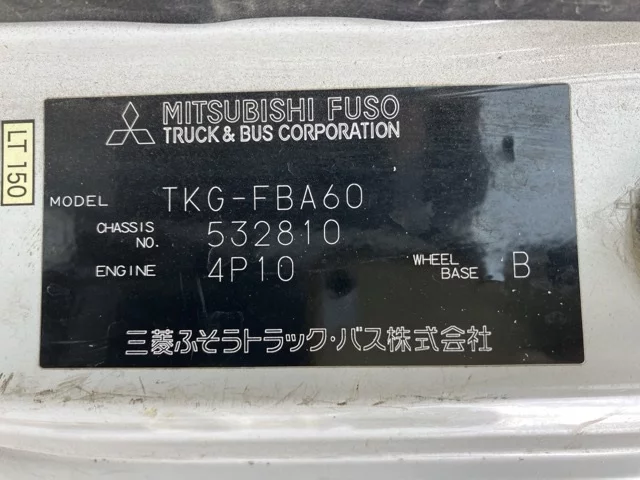 MITSUBISHI FUSO
TRUCK & BUS CORPORATION
LT 150
MODEL TKG-FBA60
CHASSIS NO. 532810
ENGINE 4P10 WHEEL BASE B
三菱ふそうトラック・バス株式会社